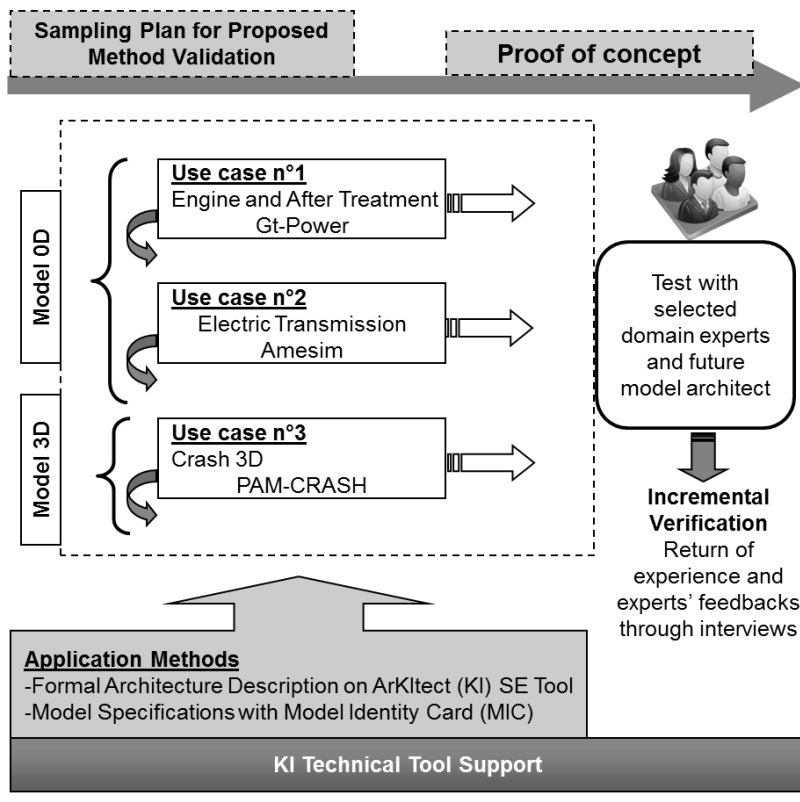 Sampling Plan for Proposed
Method Validation
Proof of concept
Model 0D
Use case n°1
Engine and After Treatment
Gt-Power
Use case n°2
Electric Transmission
Amesim
Model 3D
Use case n°3
Crash 3D
PAM-CRASH
Test with
selected
domain experts
and future
model architect
Incremental
Verification
Return of
experience and
experts' feedbacks
through interviews
Application Methods
-Formal Architecture Description on ArKItect (KI) SE Tool
-Model Specifications with Model Identity Card (MIC)
KI Technical Tool Support